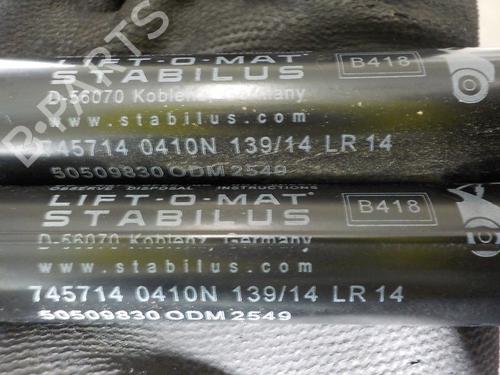 LIFT-O-MAT
STABILUS
B418
D-56070 Koblenz, Germany
www.stabilus.com
745714 0410N 139/14 LR 14
50509830 ODM 2549
OBSERVE DISPOSAL INSTRUCTIONS
LIFT-O-MAT®
STABILUS
B418
D-56070 Koblenz, Germany
www.stabilus.com
745714 0410N 139/14 LR 14
50509830 ODM 2549
B-PARTS